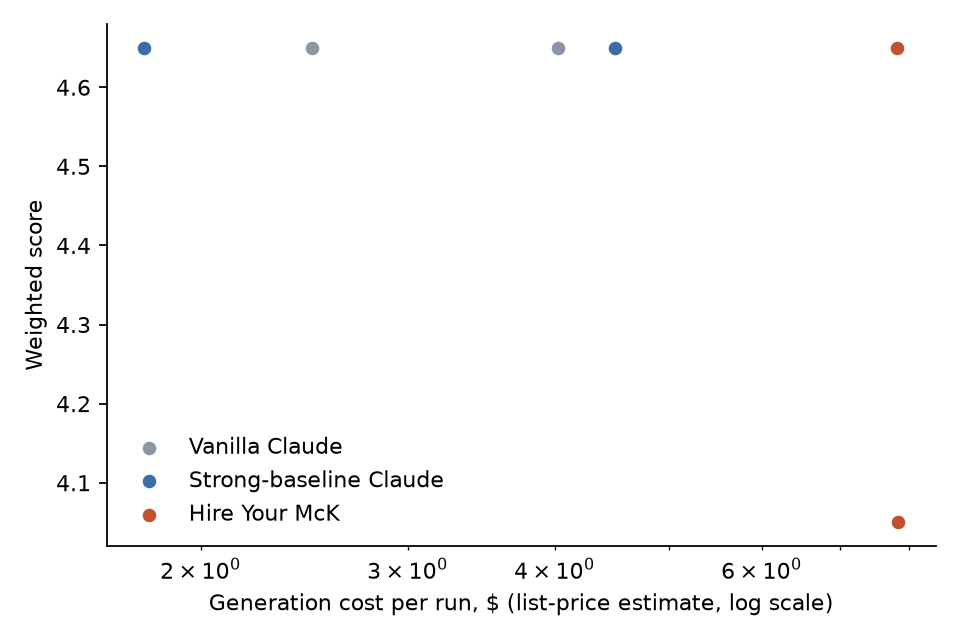 4.6
4.5
4.4
4.3
4.2
4.1
Weighted score
Vanilla Claude
Strong-baseline Claude
Hire Your McK
2 × 10⁰ 3 × 10⁰ 4 × 10⁰ 6 × 10⁰
Generation cost per run, $ (list-price estimate, log scale)